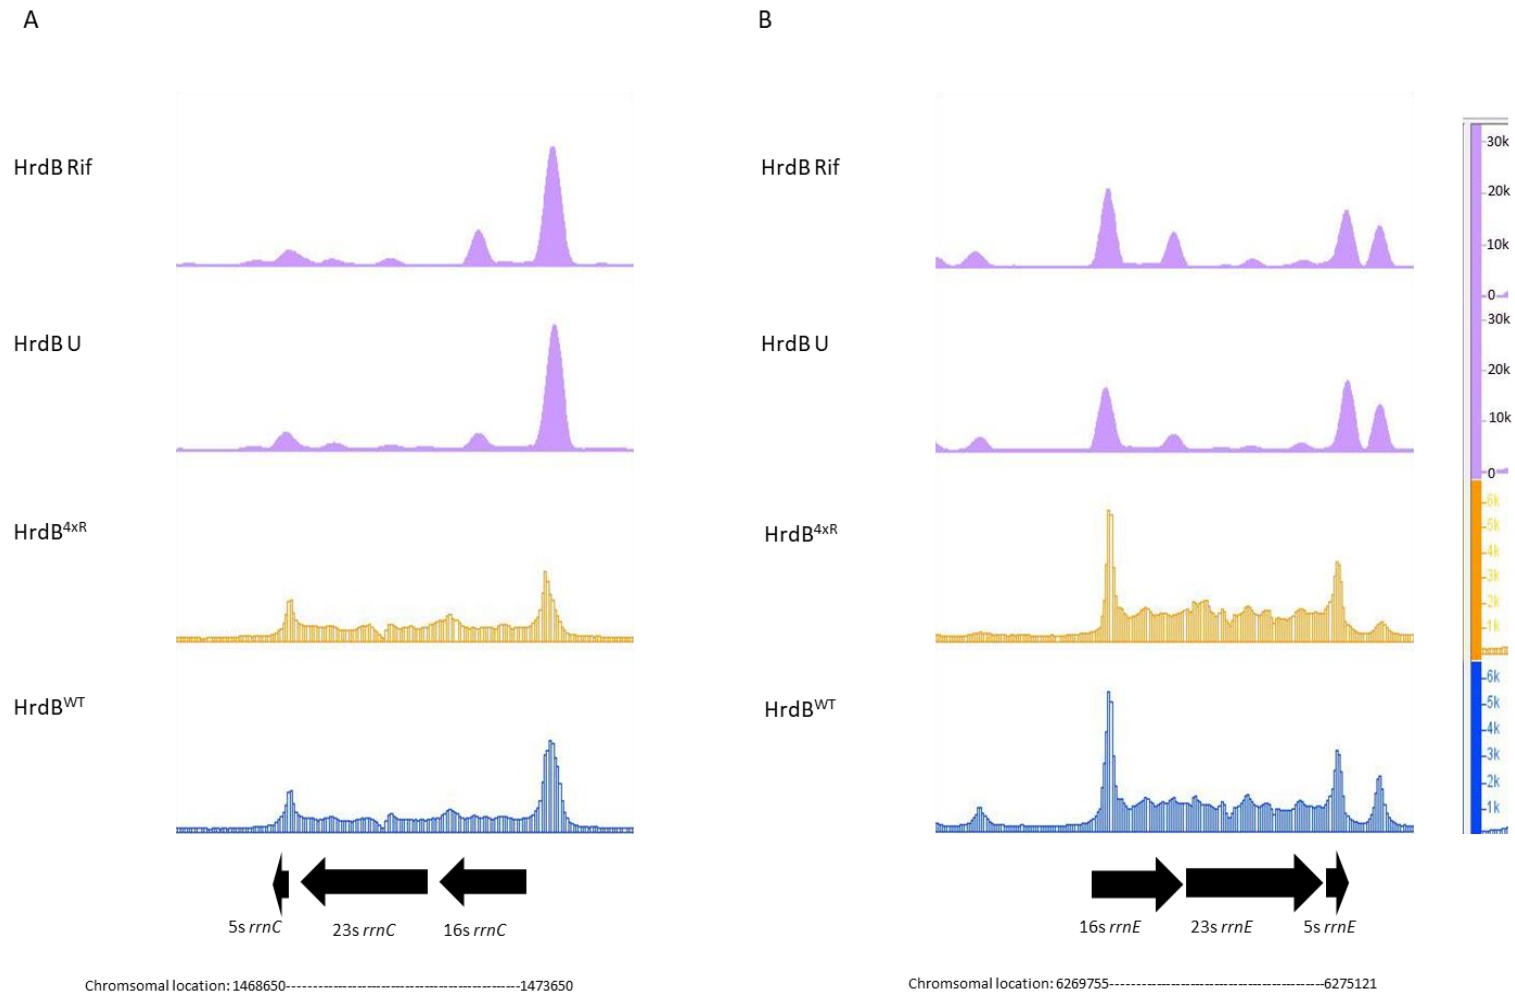 A
B
HrdB Rif
HrdB Rif
30k
20k
10k
0
HrdB U
HrdB U
30k
20k
10k
0
HrdB4xR
HrdB4xR
6k
5k
4k
3k
2k
1k
HrdBWT
HrdBWT
6k
5k
4k
3k
2k
1k
5s rrnC
23s rrnC
16s rrnC
16s rrnE
23s rrnE
5s rrnE
Chromsomal location: 1468650--------------------------------------------1473650
Chromsomal location: 6269755----------------------------------------6275121